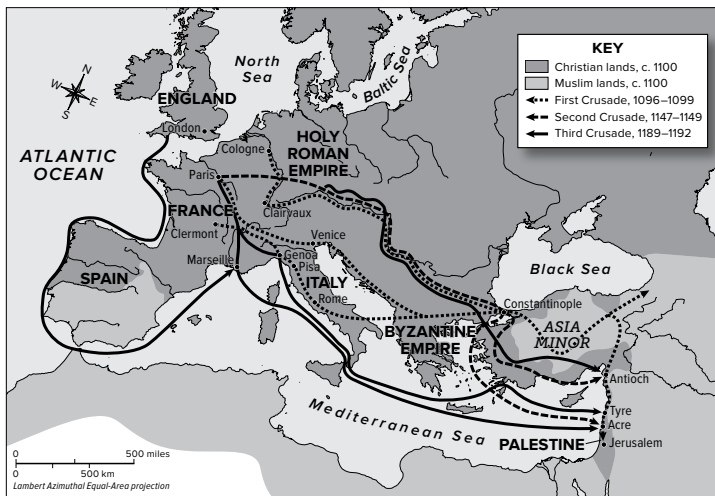 KEY
Christian lands, c. 1100
Muslim lands, c. 1100
First Crusade, 1096–1099
Second Crusade, 1147–1149
Third Crusade, 1189–1192
N
W
E
S
North
Sea
Baltic Sea
ENGLAND
London
ATLANTIC
OCEAN
HOLY
ROMAN
EMPIRE
Cologne
Paris
FRANCE
Clairvaux
Clermont
Venice
Marseille
Genoa
Pisa
ITALY
Rome
SPAIN
Black Sea
Constantinople
BYZANTINE
EMPIRE
ASIA
MINOR
Antioch
Tyre
Acre
Jerusalem
PALESTINE
Mediterranean Sea
0
500 miles
0
500 km
Lambert Azimuthal Equal-Area projection